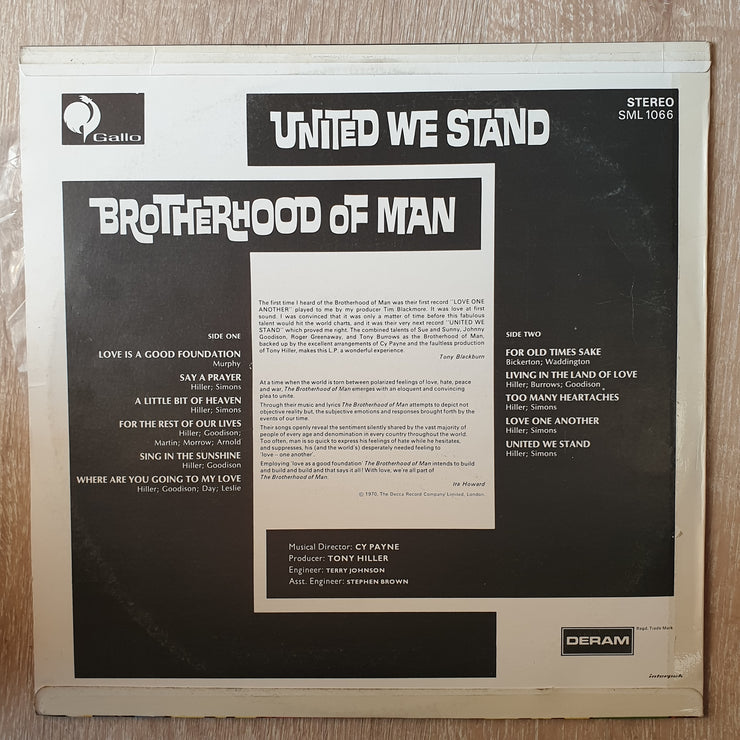 Gallo
UNITED WE STAND
STEREO
SML 1066
BROTHERHOOD OF MAN
SIDE ONE
LOVE IS A GOOD FOUNDATION
Murphy
SAY A PRAYER
Hiller; Simons
A LITTLE BIT OF HEAVEN
Hiller; Simons
FOR THE REST OF OUR LIVES
Hiller; Goodison;
Martin; Morrow; Arnold
SING IN THE SUNSHINE
Hiller; Goodison
WHERE ARE YOU GOING TO MY LOVE
Hiller; Goodison; Day; Leslie
The first time I heard of the Brotherhood of Man was their first record "LOVE ONE
ANOTHER" played to me by my producer Tim Blackmore. It was love at first
sound. I was convinced that it was only a matter of time before this fabulous
talent would hit the world charts, and it was their very next record "UNITED WE
STAND" which proved me right. The combined talents of Sue and Sunny, Johnny
Goodison, Roger Greenaway, and Tony Burrows as the Brotherhood of Man,
backed up by the excellent arrangements of Cy Payne and the faultless production
of Tony Hiller, makes this L.P. a wonderful experience.
Tony Blackburn
At a time when the world is torn between polarized feelings of love, hate, peace
and war, The Brotherhood of Man emerges with an eloquent and convincing
plea to unite.
Through their music and lyrics The Brotherhood of Man attempts to depict not
objective reality but, the subjective emotions and responses brought forth by the
events of our time.
Their songs openly reveal the sentiment silently shared by the vast majority of
people of every age and denomination in every country throughout the world.
Too often, man is so quick to express his feelings of hate while he hesitates,
and suppresses, his (and the world's) desperately needed feeling to
'love – one another'.
Employing 'love as a good foundation' The Brotherhood of Man intends to build
and build and build and that says it all! With love, we're all part of
The Brotherhood of Man.
Ira Howard
© 1970, The Decca Record Company Limited, London.
SIDE TWO
FOR OLD TIMES SAKE
Bickerton; Waddington
LIVING IN THE LAND OF LOVE
Hiller; Burrows; Goodison
TOO MANY HEARTACHES
Hiller; Simons
LOVE ONE ANOTHER
Hiller; Simons
UNITED WE STAND
Hiller; Simons
Musical Director: CY PAYNE
Producer: TONY HILLER
Engineer: TERRY JOHNSON
Asst. Engineer: STEPHEN BROWN
Regd. Trade Mark
DERAM
interpak